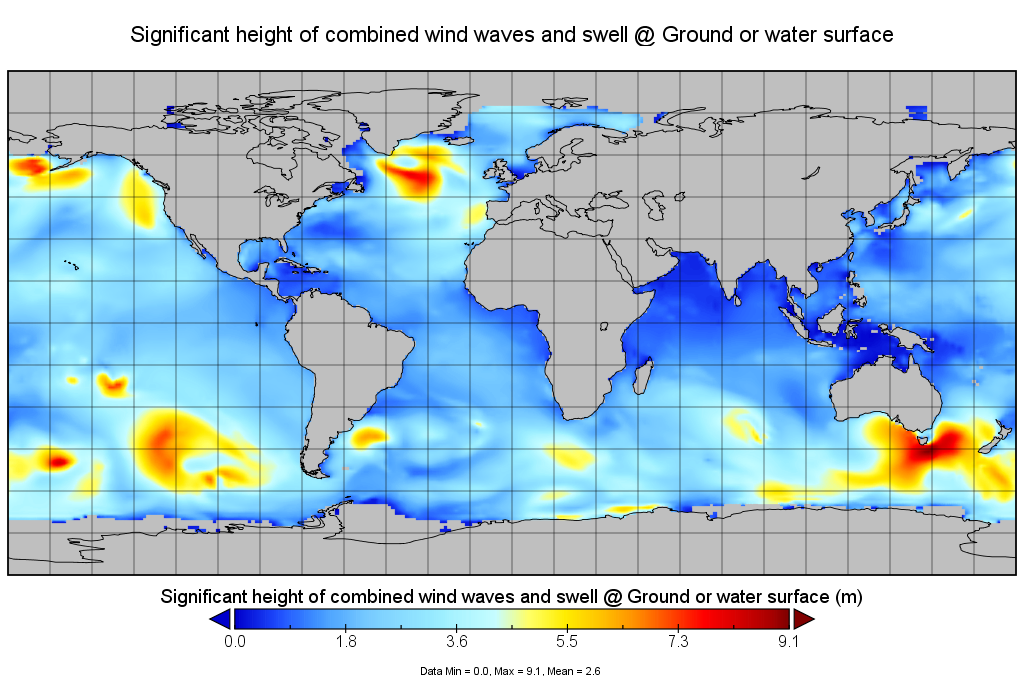 Significant height of combined wind waves and swell @ Ground or water surface
Significant height of combined wind waves and swell @ Ground or water surface (m)
0.0 1.8 3.6 5.5 7.3 9.1
Data Min = 0.0, Max = 9.1, Mean = 2.6